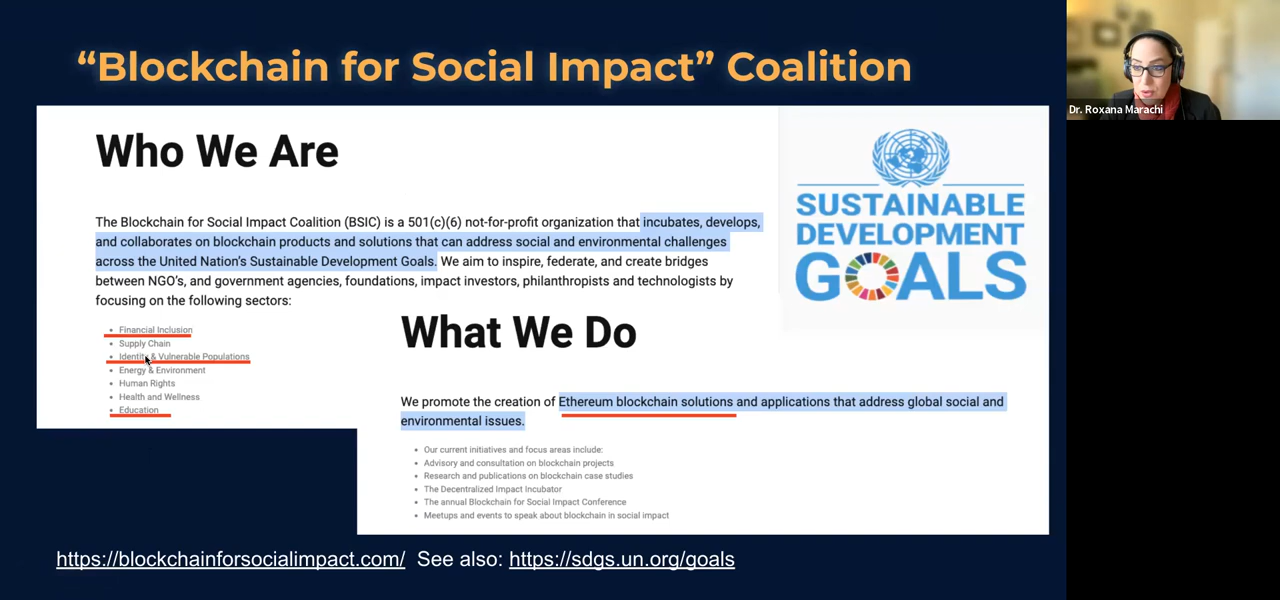 “Blockchain for Social Impact” Coalition
Dr. Roxana Marachi
Who We Are
The Blockchain for Social Impact Coalition (BSIC) is a 501(c)(6) not-for-profit organization that incubates, develops,
and collaborates on blockchain products and solutions that can address social and environmental challenges
across the United Nation's Sustainable Development Goals. We aim to inspire, federate, and create bridges
between NGO's, and government agencies, foundations, impact investors, philanthropists and technologists by
focusing on the following sectors:
• Financial Inclusion
• Supply Chain
• Identity & Vulnerable Populations
• Energy & Environment
• Human Rights
• Health and Wellness
• Education
SUSTAINABLE
DEVELOPMENT
GOALS
What We Do
We promote the creation of Ethereum blockchain solutions and applications that address global social and
environmental issues.
• Our current initiatives and focus areas include:
• Advisory and consultation on blockchain projects
• Research and publications on blockchain case studies
• The Decentralized Impact Incubator
• The annual Blockchain for Social Impact Conference
• Meetups and events to speak about blockchain in social impact
https://blockchainforsocialimpact.com/ See also: https://sdgs.un.org/goals